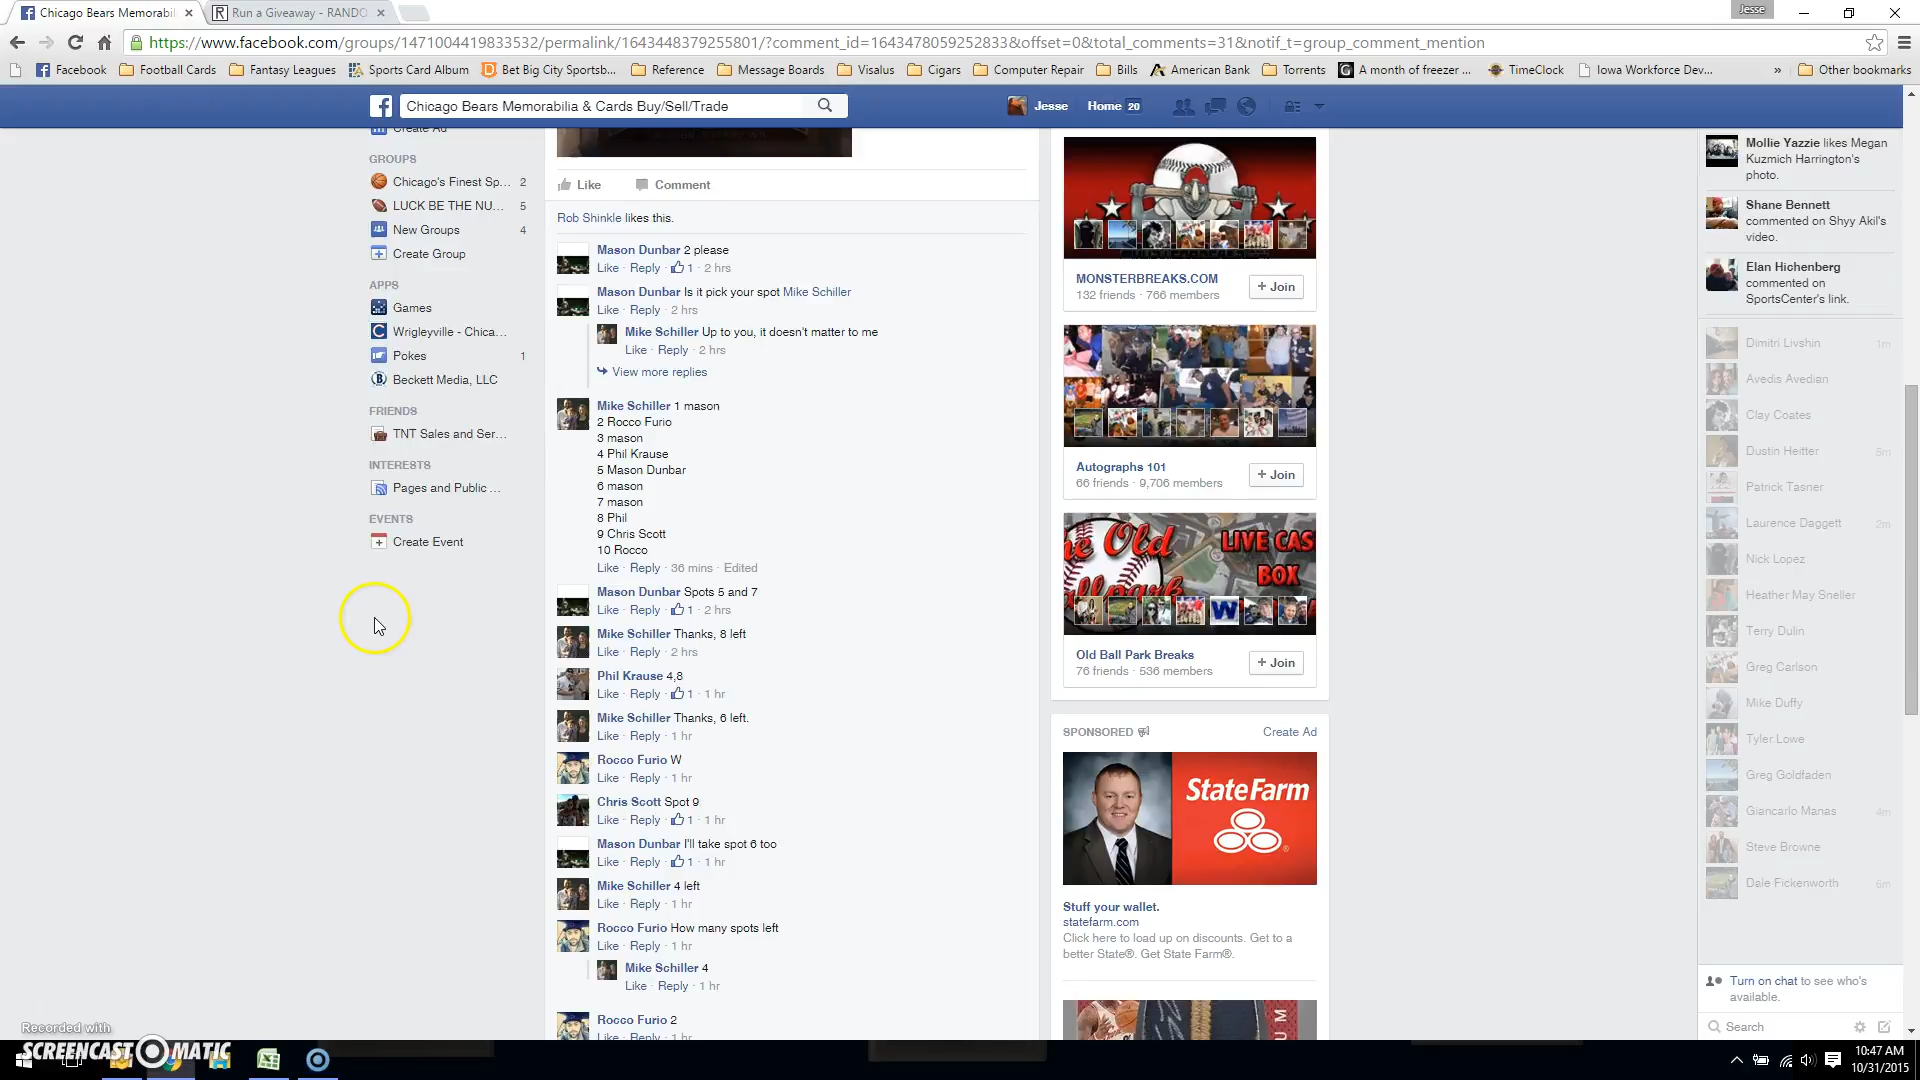 Chicago Bears Memorabil
Run a Giveaway - RANDO
Jesse
https://www.facebook.com/groups/1471004419833532/permalink/1643448379255801/?comment_id=1643478059252833&offset=0&total_comments=31&notif_t=group_comment_mention
Facebook Football Cards Fantasy Leagues Sports Card Album Bet Big City Sportsb... Reference Message Boards Visalus Cigars Computer Repair Bills American Bank Torrents A month of freezer ... TimeClock Iowa Workforce Dev... » Other bookmarks
Chicago Bears Memorabilia & Cards Buy/Sell/Trade
Jesse Home 20
Create Ad
GROUPS
Chicago's Finest Sp... 2
LUCK BE THE NU... 5
New Groups 4
Create Group
APPS
Games
Wrigleyville - Chica...
Pokes 1
Beckett Media, LLC
FRIENDS
TNT Sales and Ser...
INTERESTS
Pages and Public ...
EVENTS
Create Event
Like Comment
Rob Shinkle likes this.
Mason Dunbar 2 please
Like · Reply · 1 · 2 hrs
Mason Dunbar Is it pick your spot Mike Schiller
Like · Reply · 2 hrs
Mike Schiller Up to you, it doesn't matter to me
Like · Reply · 2 hrs
View more replies
Mike Schiller 1 mason
2 Rocco Furio
3 mason
4 Phil Krause
5 Mason Dunbar
6 mason
7 mason
8 Phil
9 Chris Scott
10 Rocco
Like · Reply · 36 mins · Edited
Mason Dunbar Spots 5 and 7
Like · Reply · 1 · 2 hrs
Mike Schiller Thanks, 8 left
Like · Reply · 2 hrs
Phil Krause 4,8
Like · Reply · 1 · 1 hr
Mike Schiller Thanks, 6 left.
Like · Reply · 1 hr
Rocco Furio W
Like · Reply · 1 hr
Chris Scott Spot 9
Like · Reply · 1 · 1 hr
Mason Dunbar I'll take spot 6 too
Like · Reply · 1 · 1 hr
Mike Schiller 4 left
Like · Reply · 1 hr
Rocco Furio How many spots left
Like · Reply · 1 hr
Mike Schiller 4
Like · Reply · 1 hr
Rocco Furio 2
Like · Reply · 1 hr
MONSTERBREAKS.COM
132 friends · 766 members
+ Join
Autographs 101
66 friends · 9,706 members
+ Join
he Old
allpark
LIVE CAS
BOX
W
Old Ball Park Breaks
76 friends · 536 members
+ Join
SPONSORED Create Ad
StateFarm
Stuff your wallet.
statefarm.com
Click here to load up on discounts. Get to a
better State®. Get State Farm®.
Mollie Yazzie likes Megan
Kuzmich Harrington's
photo.
Shane Bennett
commented on Shyy Akil's
video.
Elan Hichenberg
commented on
SportsCenter's link.
Dimitri Livshin 1m
Avedis Avedian
Clay Coates
Dustin Heitter 5m
Patrick Tasner
Laurence Daggett 2m
Nick Lopez
Heather May Sneller
Terry Dulin
Greg Carlson
Mike Duffy
Tyler Lowe
Greg Goldfaden
Giancarlo Manas 4m
Steve Browne
Dale Fickenworth 6m
Turn on chat to see who's
available.
Search
Recorded with
SCREENCAST-O-MATIC
10:47 AM
10/31/2015